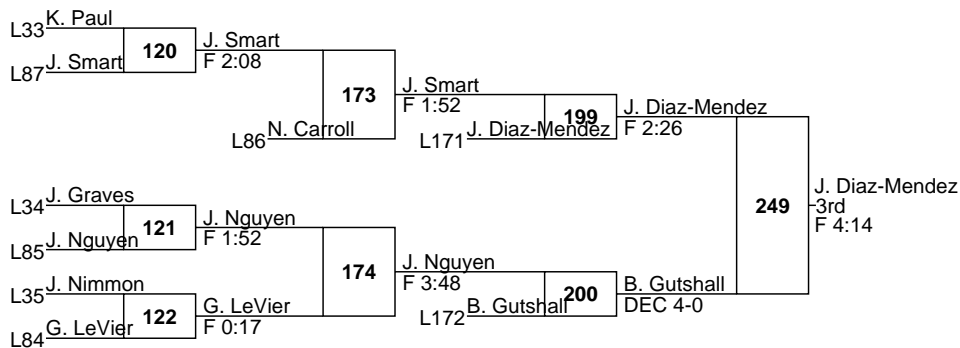 L33 K. Paul
120
L87 J. Smart
J. Smart
F 2:08
173
L86 N. Carroll
J. Smart
F 1:52
199
L171 J. Diaz-Mendez
J. Diaz-Mendez
F 2:26
249
J. Diaz-Mendez
3rd
F 4:14
L34 J. Graves
121
L85 J. Nguyen
J. Nguyen
F 1:52
174
L35 J. Nimmon
122
L84 G. LeVier
G. LeVier
F 0:17
J. Nguyen
F 3:48
200
L172 B. Gutshall
B. Gutshall
DEC 4-0